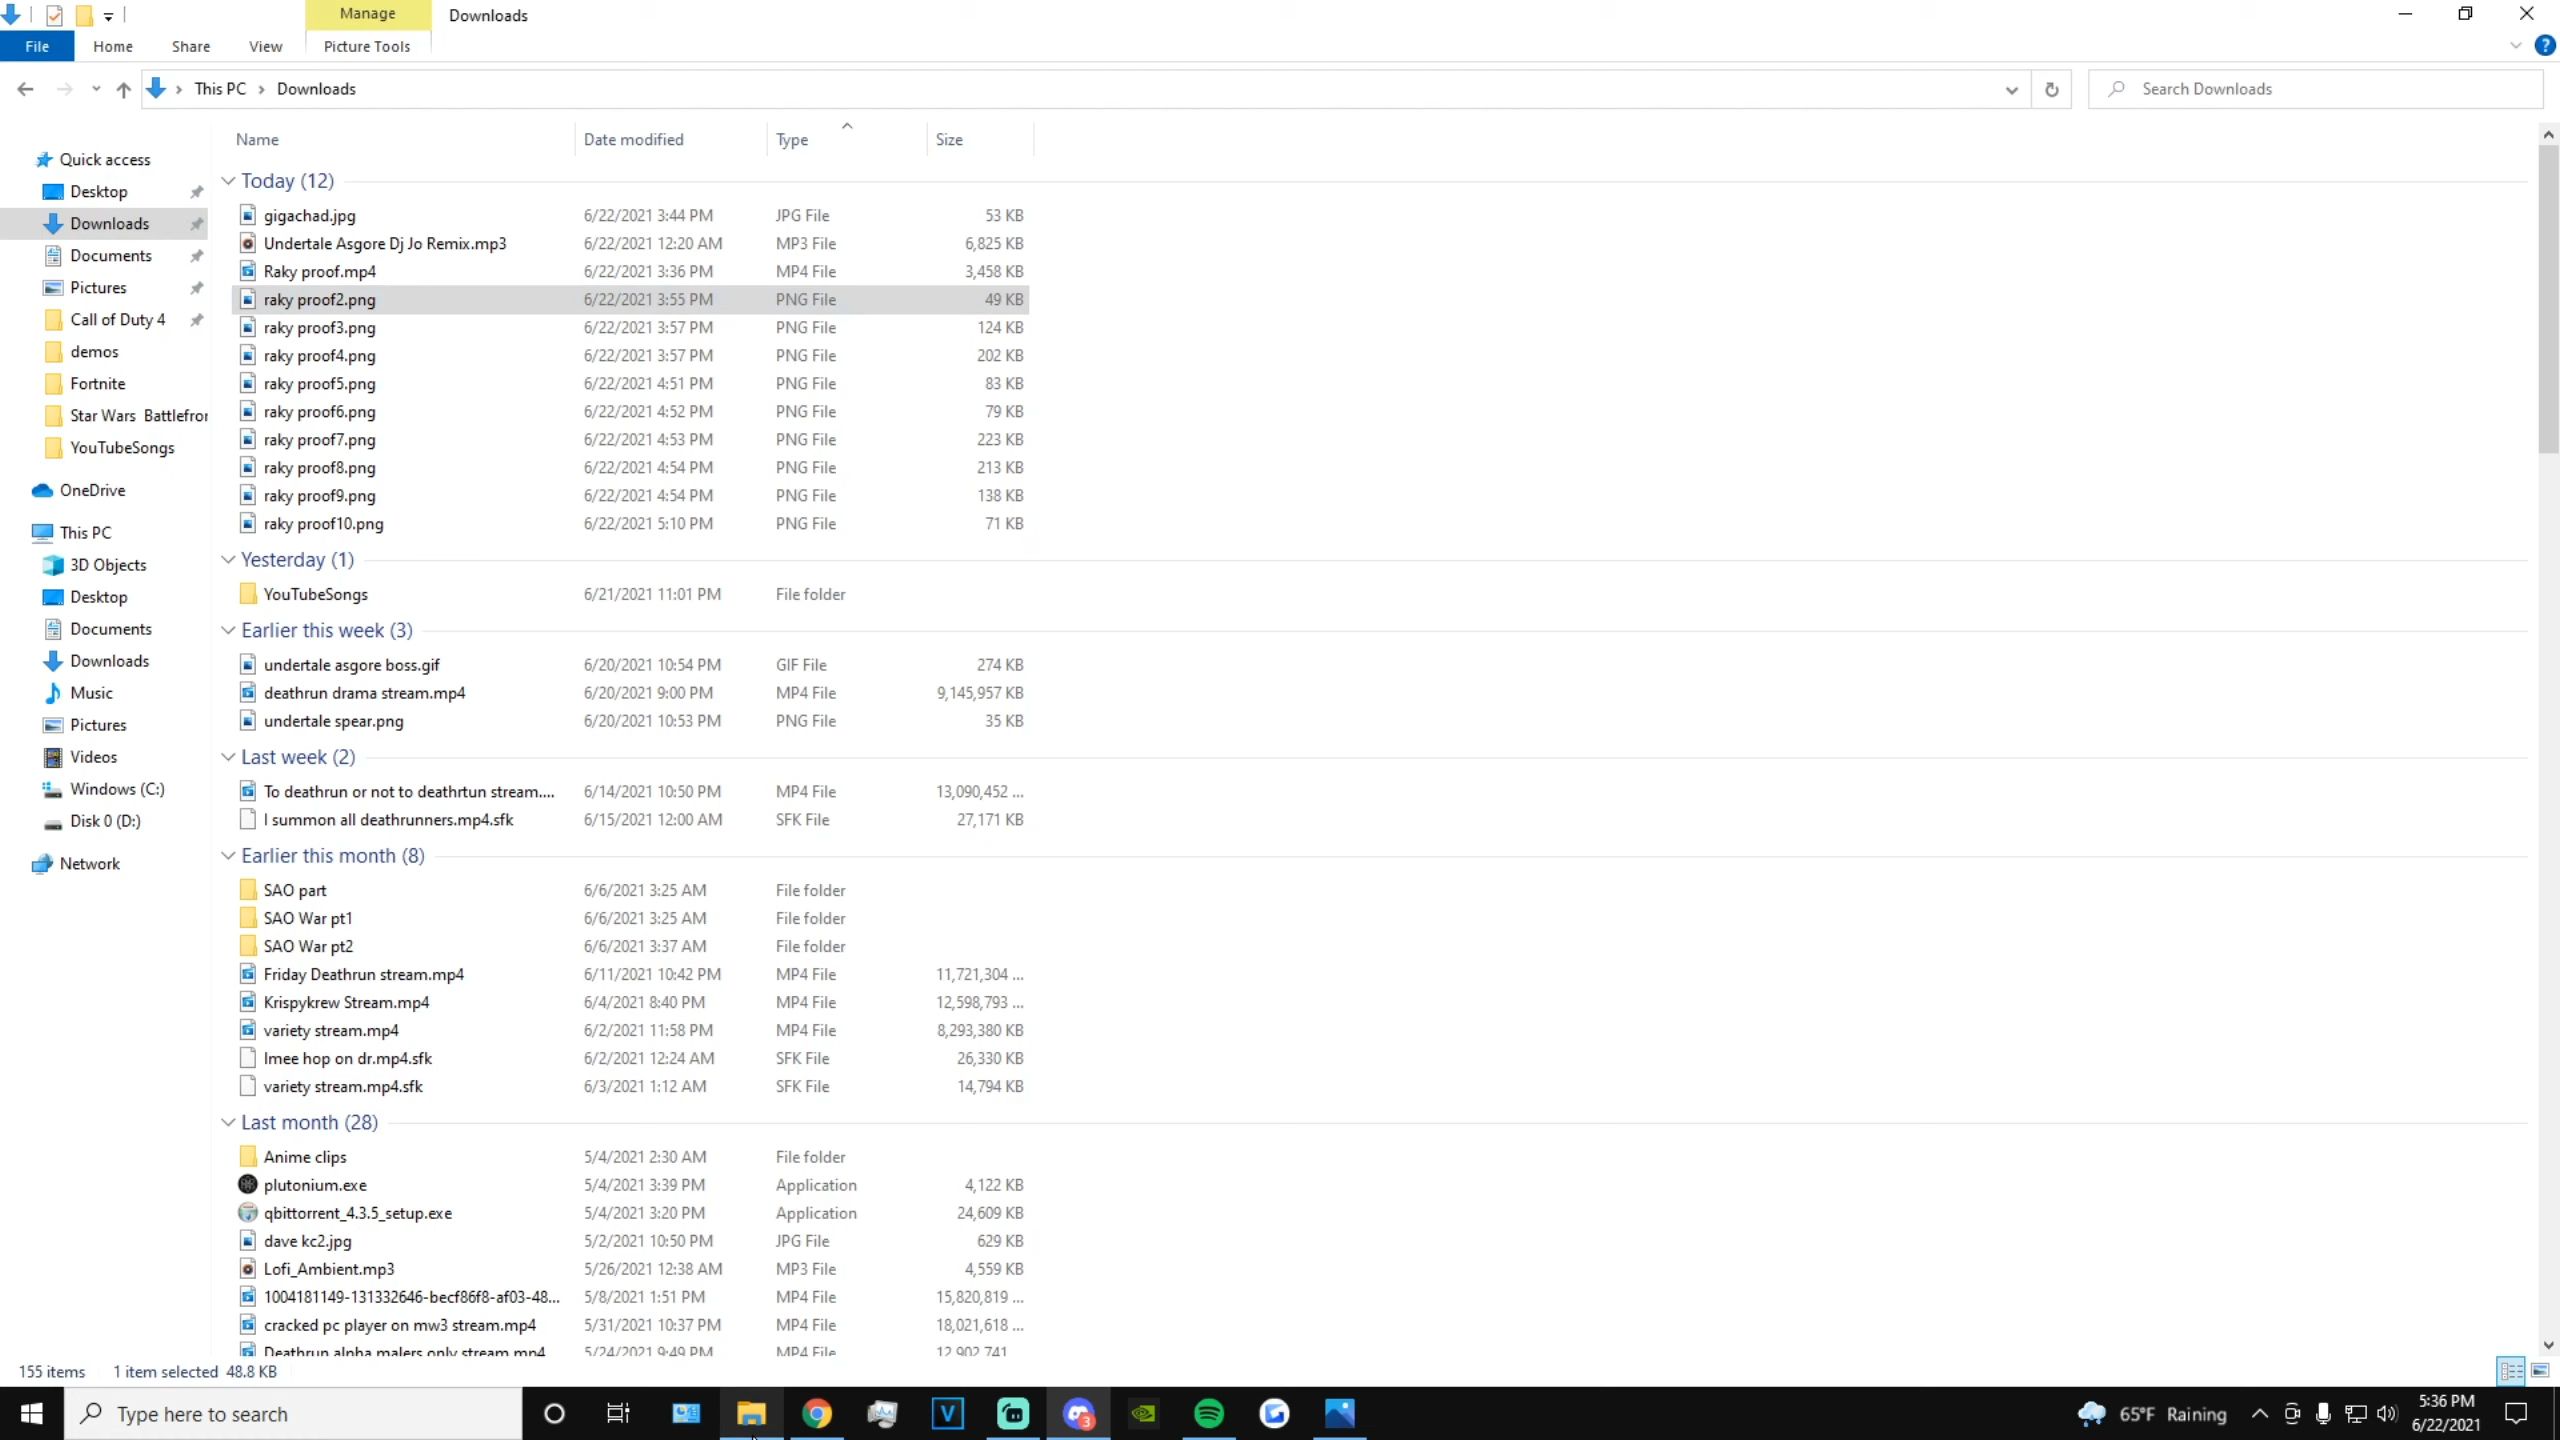 Manage Downloads
File Home Share View Picture Tools
This PC Downloads Search Downloads
Name Date modified Type Size
Quick access
Desktop
Downloads
Documents
Pictures
Call of Duty 4
demos
Fortnite
Star Wars Battlefror
YouTubeSongs
OneDrive
This PC
3D Objects
Desktop
Documents
Downloads
Music
Pictures
Videos
Windows (C:)
Disk 0 (D:)
Network
Today (12)
gigachad.jpg 6/22/2021 3:44 PM JPG File 53 KB
Undertale Asgore Dj Jo Remix.mp3 6/22/2021 12:20 AM MP3 File 6,825 KB
Raky proof.mp4 6/22/2021 3:36 PM MP4 File 3,458 KB
raky proof2.png 6/22/2021 3:55 PM PNG File 49 KB
raky proof3.png 6/22/2021 3:57 PM PNG File 124 KB
raky proof4.png 6/22/2021 3:57 PM PNG File 202 KB
raky proof5.png 6/22/2021 4:51 PM PNG File 83 KB
raky proof6.png 6/22/2021 4:52 PM PNG File 79 KB
raky proof7.png 6/22/2021 4:53 PM PNG File 223 KB
raky proof8.png 6/22/2021 4:54 PM PNG File 213 KB
raky proof9.png 6/22/2021 4:54 PM PNG File 138 KB
raky proof10.png 6/22/2021 5:10 PM PNG File 71 KB
Yesterday (1)
YouTubeSongs 6/21/2021 11:01 PM File folder
Earlier this week (3)
undertale asgore boss.gif 6/20/2021 10:54 PM GIF File 274 KB
deathrun drama stream.mp4 6/20/2021 9:00 PM MP4 File 9,145,957 KB
undertale spear.png 6/20/2021 10:53 PM PNG File 35 KB
Last week (2)
To deathrun or not to deathrtun stream.... 6/14/2021 10:50 PM MP4 File 13,090,452 ...
I summon all deathrunners.mp4.sfk 6/15/2021 12:00 AM SFK File 27,171 KB
Earlier this month (8)
SAO part 6/6/2021 3:25 AM File folder
SAO War pt1 6/6/2021 3:25 AM File folder
SAO War pt2 6/6/2021 3:37 AM File folder
Friday Deathrun stream.mp4 6/11/2021 10:42 PM MP4 File 11,721,304 ...
Krispykrew Stream.mp4 6/4/2021 8:40 PM MP4 File 12,598,793 ...
variety stream.mp4 6/2/2021 11:58 PM MP4 File 8,293,380 KB
Imee hop on dr.mp4.sfk 6/2/2021 12:24 AM SFK File 26,330 KB
variety stream.mp4.sfk 6/3/2021 1:12 AM SFK File 14,794 KB
Last month (28)
Anime clips 5/4/2021 2:30 AM File folder
plutonium.exe 5/4/2021 3:39 PM Application 4,122 KB
qbittorrent_4.3.5_setup.exe 5/4/2021 3:20 PM Application 24,609 KB
dave kc2.jpg 5/2/2021 10:50 PM JPG File 629 KB
Lofi_Ambient.mp3 5/26/2021 12:38 AM MP3 File 4,559 KB
1004181149-131332646-becf86f8-af03-48... 5/8/2021 1:51 PM MP4 File 15,820,819 ...
cracked pc player on mw3 stream.mp4 5/31/2021 10:37 PM MP4 File 18,021,618 ...
Deathrun alpha malers only stream.mp4 5/24/2021 9:49 PM MP4 File 12,902,741
155 items 1 item selected 48.8 KB
Type here to search 3 65°F Raining 5:36 PM
6/22/2021